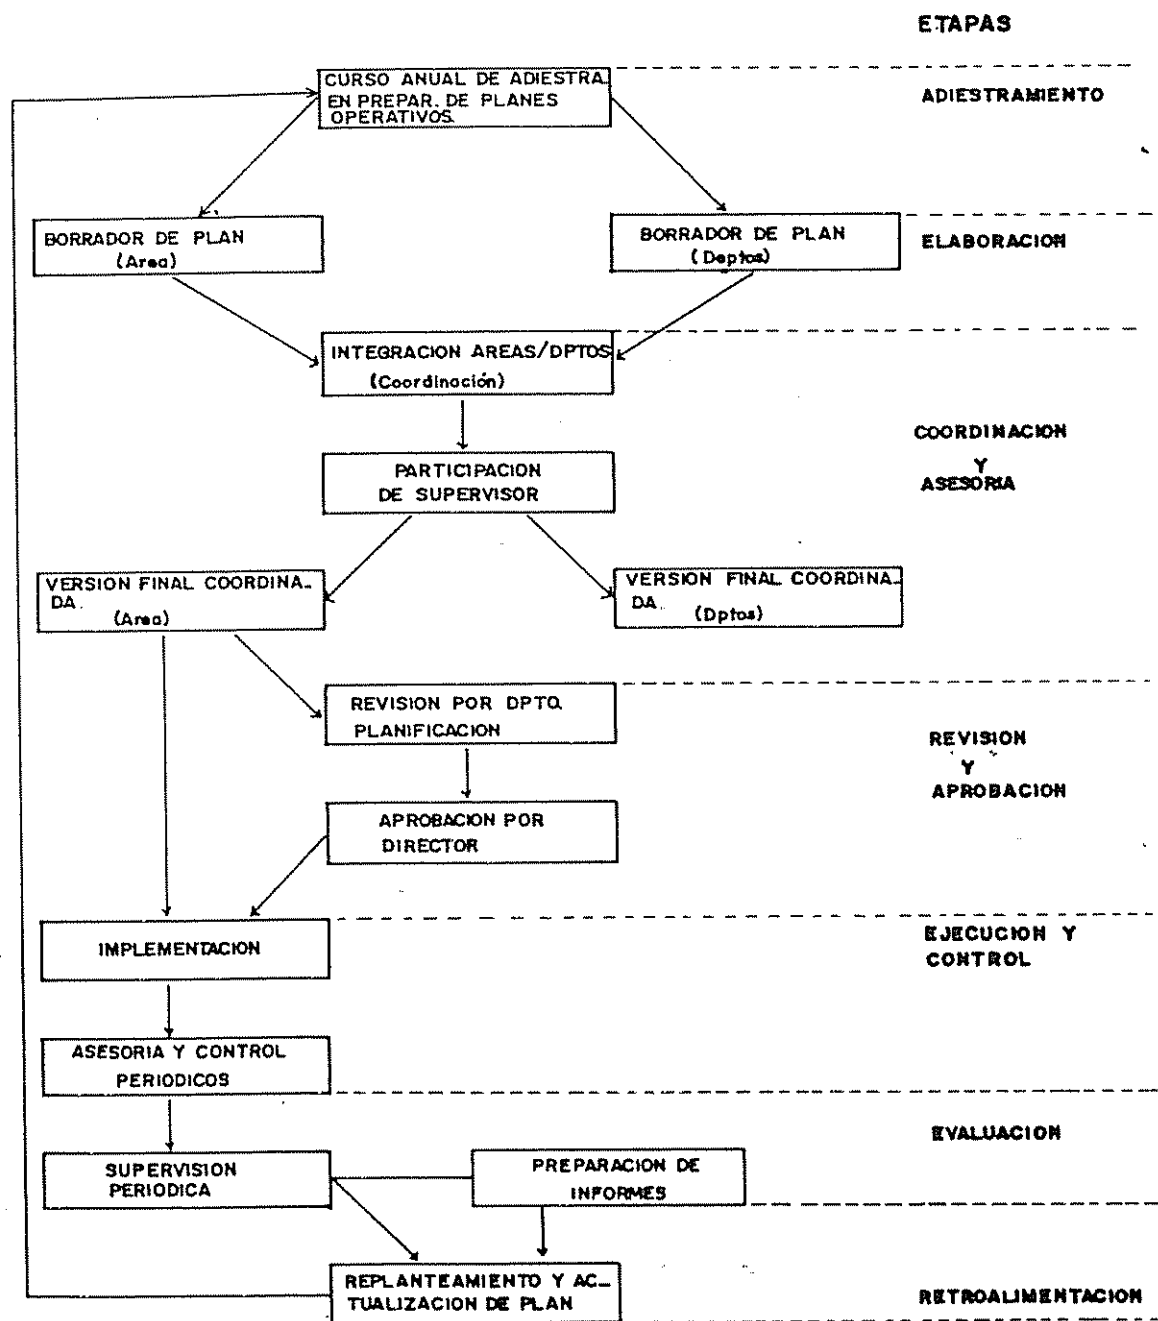 ETAPAS
CURSO ANUAL DE ADIESTRA.
EN PREPAR. DE PLANES
OPERATIVOS.
ADIESTRAMIENTO
BORRADOR DE PLAN
(Area)
BORRADOR DE PLAN
(Deptos)
ELABORACION
INTEGRACION AREAS/DPTOS
(Coordinación)
COORDINACION
Y
ASESORIA
PARTICIPACION
DE SUPERVISOR
VERSION FINAL COORDINA_
DA.
(Area)
VERSION FINAL COORDINA_
DA.
(Dptos)
REVISION POR DPTO.
PLANIFICACION
REVISION
Y
APROBACION
APROBACION POR
DIRECTOR
IMPLEMENTACION
EJECUCION Y
CONTROL
ASESORIA Y CONTROL
PERIODICOS
EVALUACION
SUPERVISION
PERIODICA
PREPARACION DE
INFORMES
REPLANTEAMIENTO Y AC_
TUALIZACION DE PLAN
RETROALIMENTACION